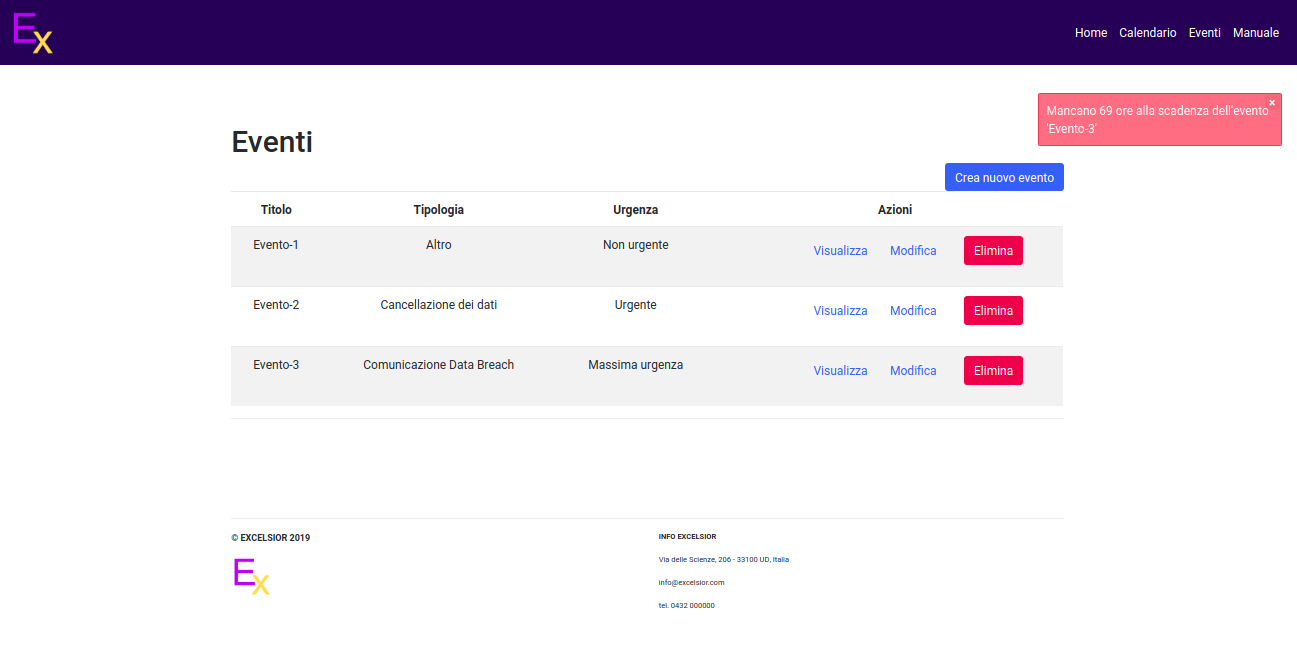 Ex
Home Calendario Eventi Manuale
Mancano 69 ore alla scadenza dell'evento ×
'Evento-3'
Eventi
Crea nuovo evento
Titolo Tipologia Urgenza Azioni
Evento-1 Altro Non urgente Visualizza Modifica Elimina
Evento-2 Cancellazione dei dati Urgente Visualizza Modifica Elimina
Evento-3 Comunicazione Data Breach Massima urgenza Visualizza Modifica Elimina
© EXCELSIOR 2019
Ex
INFO EXCELSIOR
Via delle Scienze, 206 - 33100 UD, Italia
info@excelsior.com
tel. 0432 000000